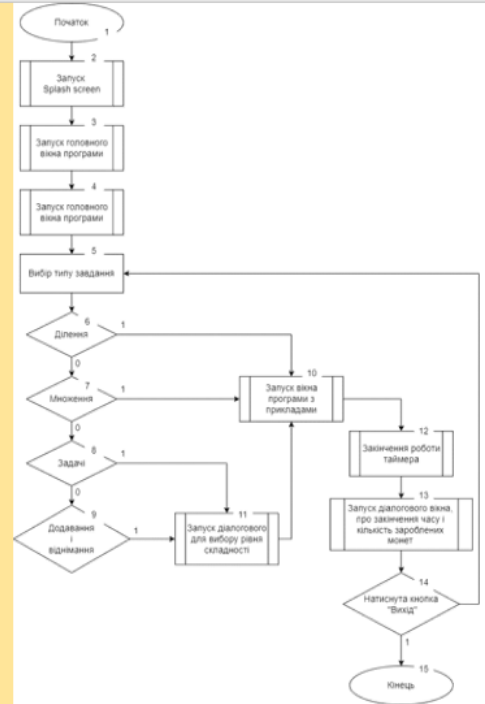 Початок
1
2
Запуск
Splash screen
3
Запуск головного
вікна програми
4
Запуск головного
вікна програми
5
Вибір типу завдання
6
Ділення
1
0
7
Множення
1
0
8
Задачі
1
0
9
Додавання
і
віднімання
1
10
Запуск вікна
програми з
прикладами
11
Запуск діалогового
для вибору рівня
складності
12
Закінчення роботи
таймера
13
Запуск діалогового вікна,
про закінчення часу і
кількість зароблених
монет
14
Натиснута кнопка
"Вихід"
1
15
Кінець